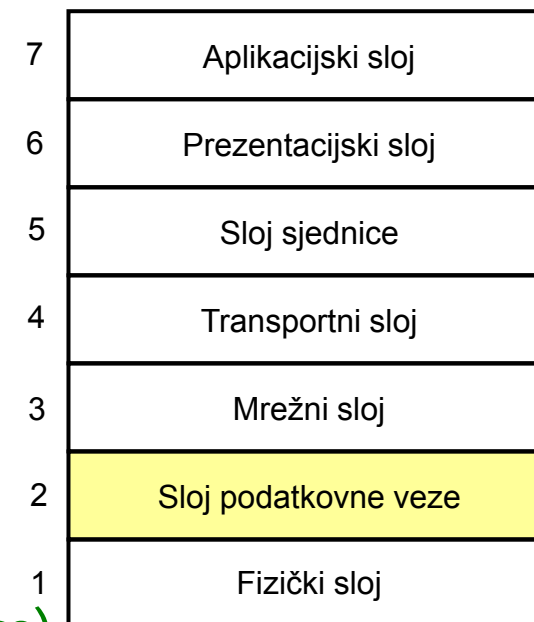 7 Aplikacijski sloj
6 Prezentacijski sloj
5 Sloj sjednice
4 Transportni sloj
3 Mrežni sloj
2 Sloj podatkovne veze
1 Fizički sloj